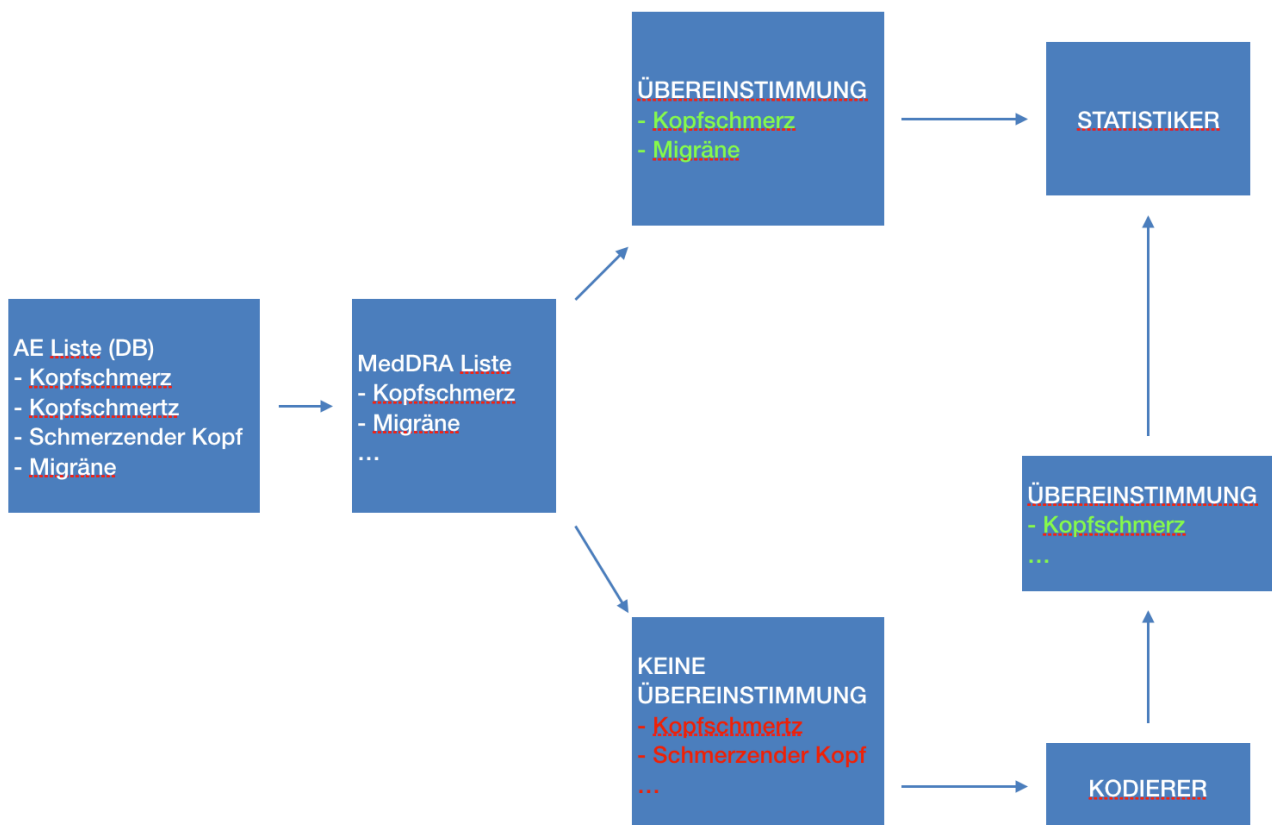 AE Liste (DB)
- Kopfschmerz
- Kopfschmertz
- Schmerzender Kopf
- Migräne
MedDRA Liste
- Kopfschmerz
- Migräne
...
ÜBEREINSTIMMUNG
- Kopfschmerz
- Migräne
STATISTIKER
KEINE
ÜBEREINSTIMMUNG
- Kopfschmertz
- Schmerzender Kopf
...
KODIERER
ÜBEREINSTIMMUNG
- Kopfschmerz
...